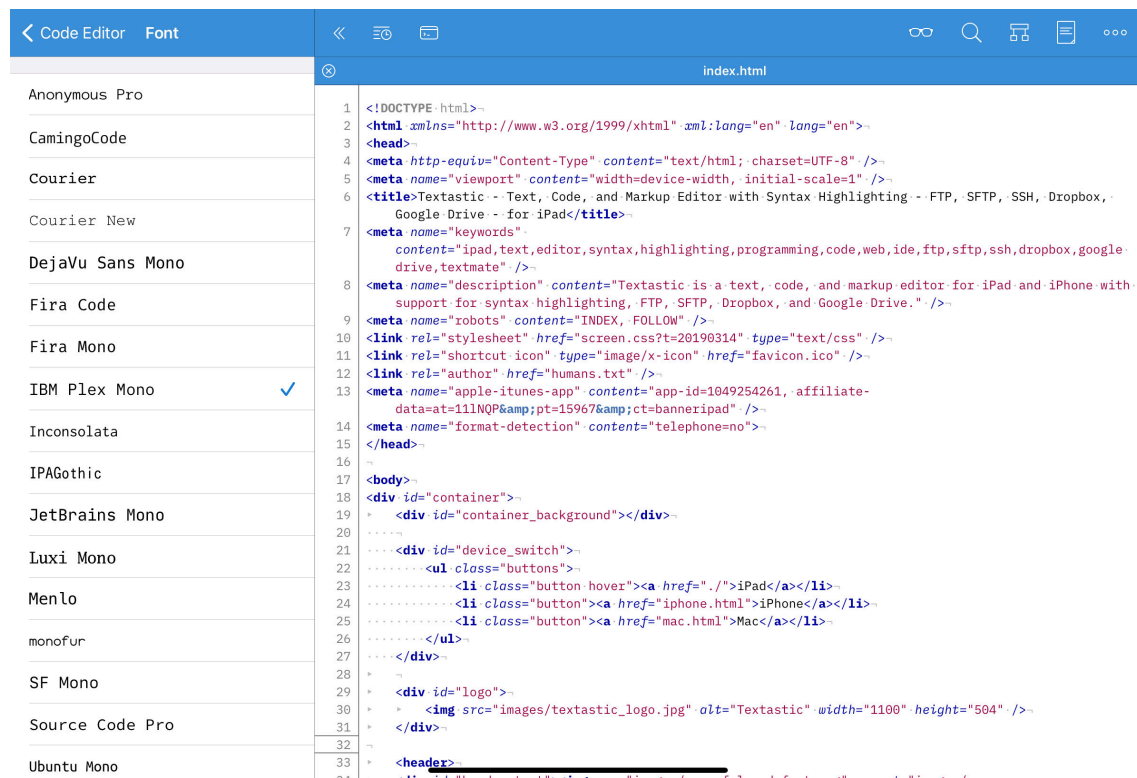 Code Editor Font
Anonymous Pro
CamingoCode
Courier
Courier New
DejaVu Sans Mono
Fira Code
Fira Mono
IBM Plex Mono
Inconsolata
IPAGothic
JetBrains Mono
Luxi Mono
Menlo
monofur
SF Mono
Source Code Pro
Ubuntu Mono
index.html
1 <!DOCTYPE html>
2 <html xmlns="http://www.w3.org/1999/xhtml" xml:lang="en" lang="en">
3 <head>
4 <meta http-equiv="Content-Type" content="text/html; charset=UTF-8" />
5 <meta name="viewport" content="width=device-width, initial-scale=1" />
6 <title>Textastic - Text, Code, and Markup Editor with Syntax Highlighting - FTP, SFTP, SSH, Dropbox,
Google Drive - for iPad</title>
7 <meta name="keywords"
content="ipad,text,editor,syntax,highlighting,programming,code,web,ide,ftp,sftp,ssh,dropbox,google
drive,textmate" />
8 <meta name="description" content="Textastic is a text, code, and markup editor for iPad and iPhone with
support for syntax highlighting, FTP, SFTP, Dropbox, and Google Drive." />
9 <meta name="robots" content="INDEX, FOLLOW" />
10 <link rel="stylesheet" href="screen.css?t=20190314" type="text/css" />
11 <link rel="shortcut icon" type="image/x-icon" href="favicon.ico" />
12 <link rel="author" href="humans.txt" />
13 <meta name="apple-itunes-app" content="app-id=1049254261, affiliate-
data=at=11lNQP&amp;pt=15967&amp;ct=banneripad" />
14 <meta name="format-detection" content="telephone=no">
15 </head>
16
17 <body>
18 <div id="container">
19 <div id="container_background"></div>
20
21 <div id="device_switch">
22 <ul class="buttons">
23 <li class="button hover"><a href="./">iPad</a></li>
24 <li class="button"><a href="iphone.html">iPhone</a></li>
25 <li class="button"><a href="mac.html">Mac</a></li>
26 </ul>
27 </div>
28
29 <div id="logo">
30 <img src="images/textastic_logo.jpg" alt="Textastic" width="1100" height="504" />
31 </div>
32
33 <header>